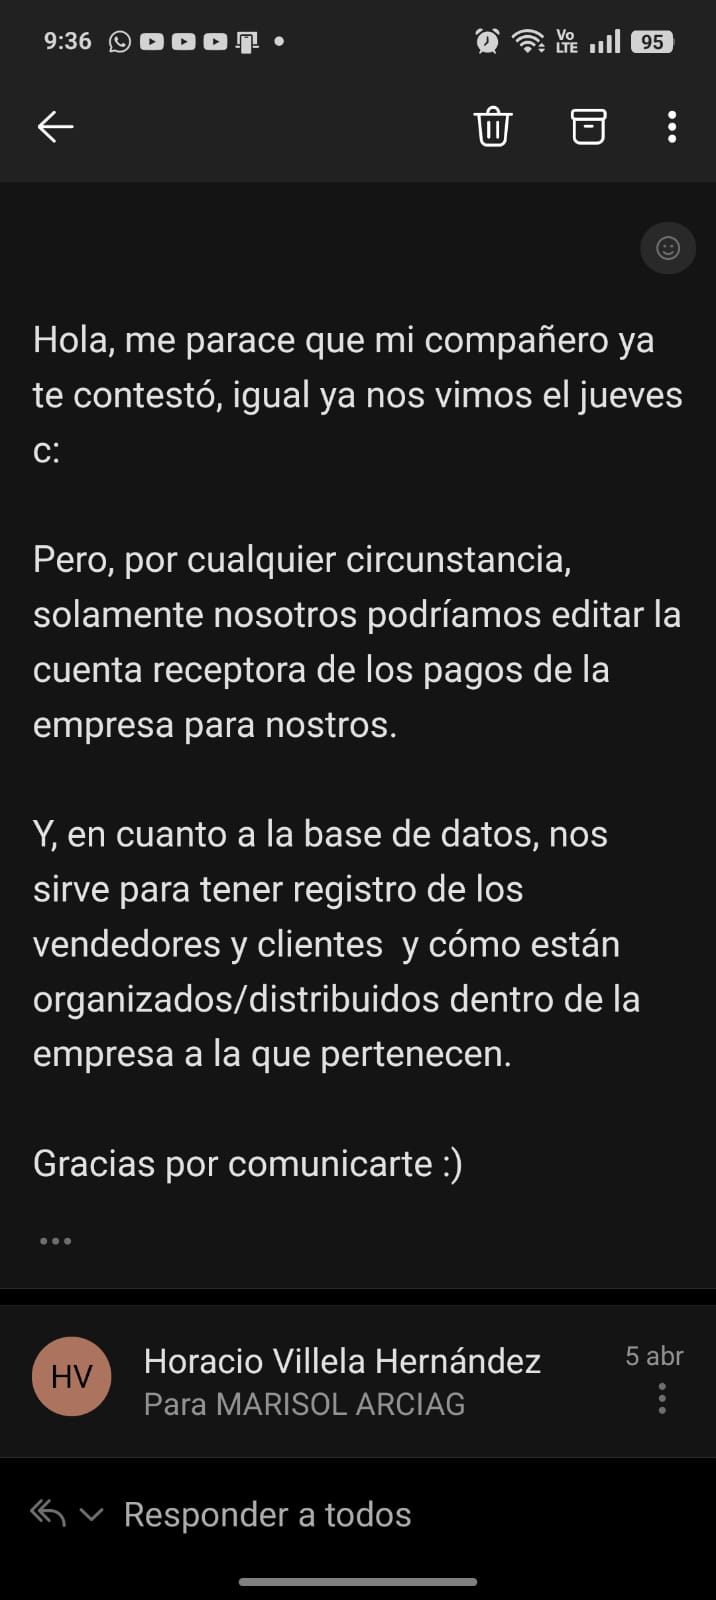 9:36
Vo
LTE
95
Hola, me parace que mi compañero ya
te contestó, igual ya nos vimos el jueves
c:
Pero, por cualquier circunstancia,
solamente nosotros podríamos editar la
cuenta receptora de los pagos de la
empresa para nostros.
Y, en cuanto a la base de datos, nos
sirve para tener registro de los
vendedores y clientes  y cómo están
organizados/distribuidos dentro de la
empresa a la que pertenecen.
Gracias por comunicarte :)
HV
Horacio Villela Hernández
5 abr
Para MARISOL ARCIAG
Responder a todos